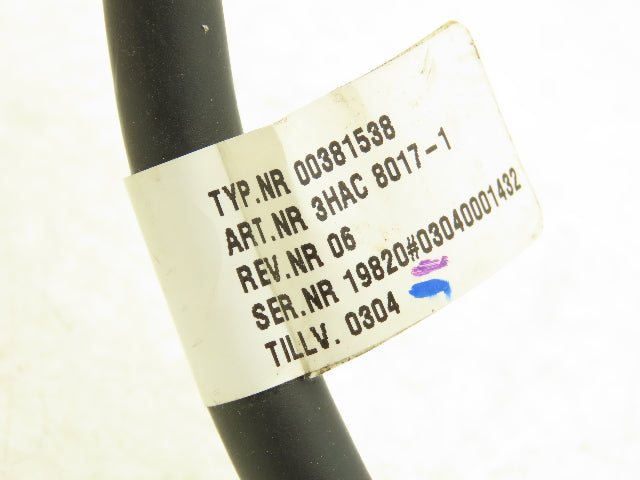 TYP.NR 00381538
ART.NR 3HAC 8017-1
REV.NR 06
SER.NR 19820#03040001432
TILLV. 0304